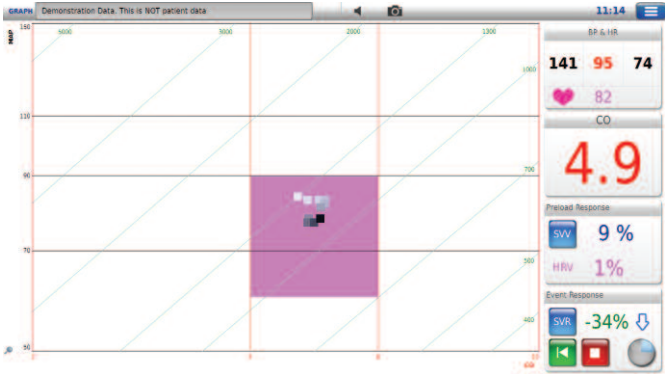 GRAPH Demonstration Data. This is NOT patient data 11:14
MAP 150 5000 3000 2000 1300
BP & HR
141 95 74
1000
82
110
CO
4.9
90
700
Preload Response
SVV 9 %
70
500
HRV 1%
Event Response
400
SVR -34%
50